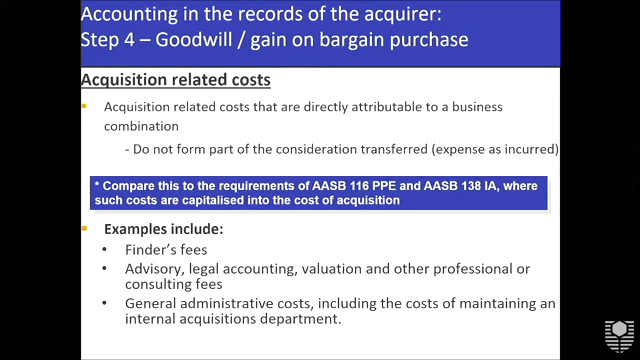 Accounting in the records of the acquirer:
Step 4 – Goodwill / gain on bargain purchase
Acquisition related costs
Acquisition related costs that are directly attributable to a business
combination
- Do not form part of the consideration transferred (expense as incurred)
* Compare this to the requirements of AASB 116 PPE and AASB 138 IA, where
such costs are capitalised into the cost of acquisition
Examples include:
• Finder's fees
• Advisory, legal accounting, valuation and other professional or
consulting fees
• General administrative costs, including the costs of maintaining an
internal acquisitions department.